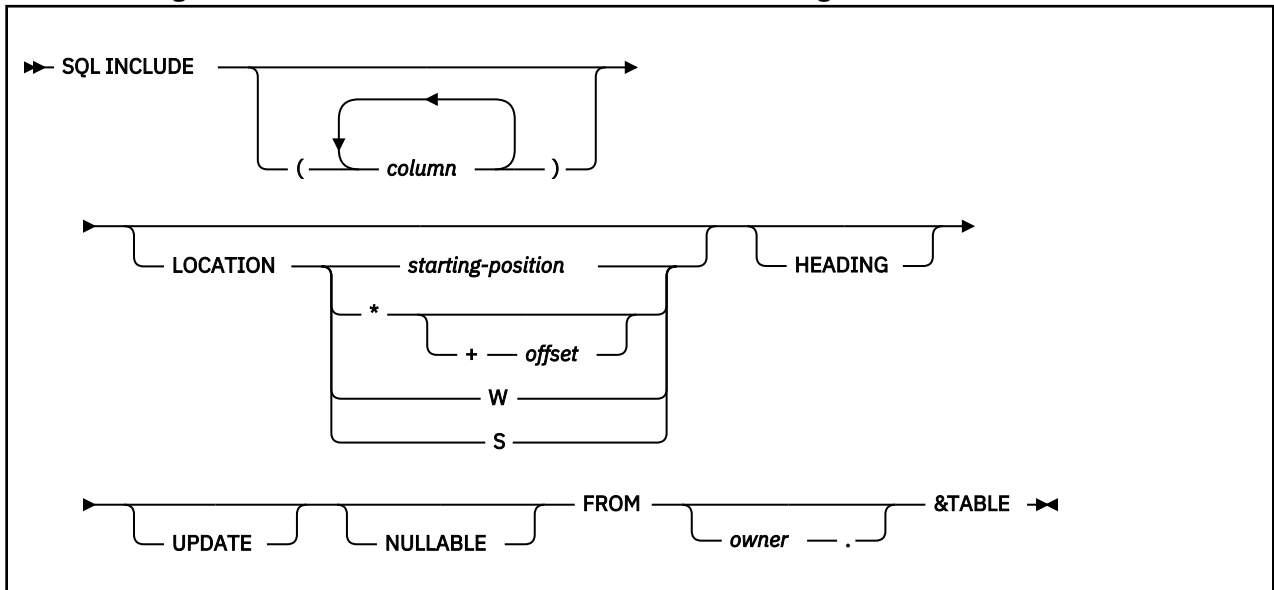 SQL INCLUDE
( column )
LOCATION starting-position HEADING
*
+ offset
W
S
FROM &TABLE
UPDATE NULLABLE owner .